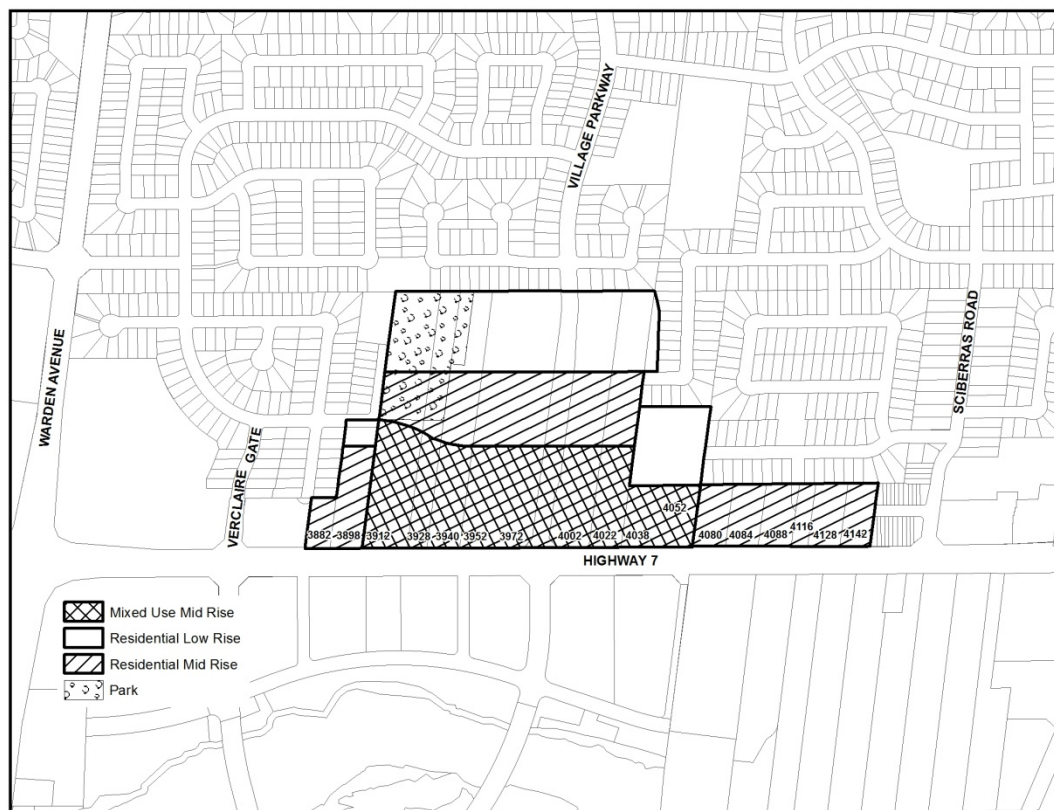 VILLAGE PARKWAY
WARDEN AVENUE
SCIBERRAS ROAD
VERCLAIRE GATE
4052
3882 3898 3912 3928 3940 3952 3972 4002 4022 4038 4080 4084 4088 4116 4128 4142
HIGHWAY 7
Mixed Use Mid Rise
Residential Low Rise
Residential Mid Rise
Park